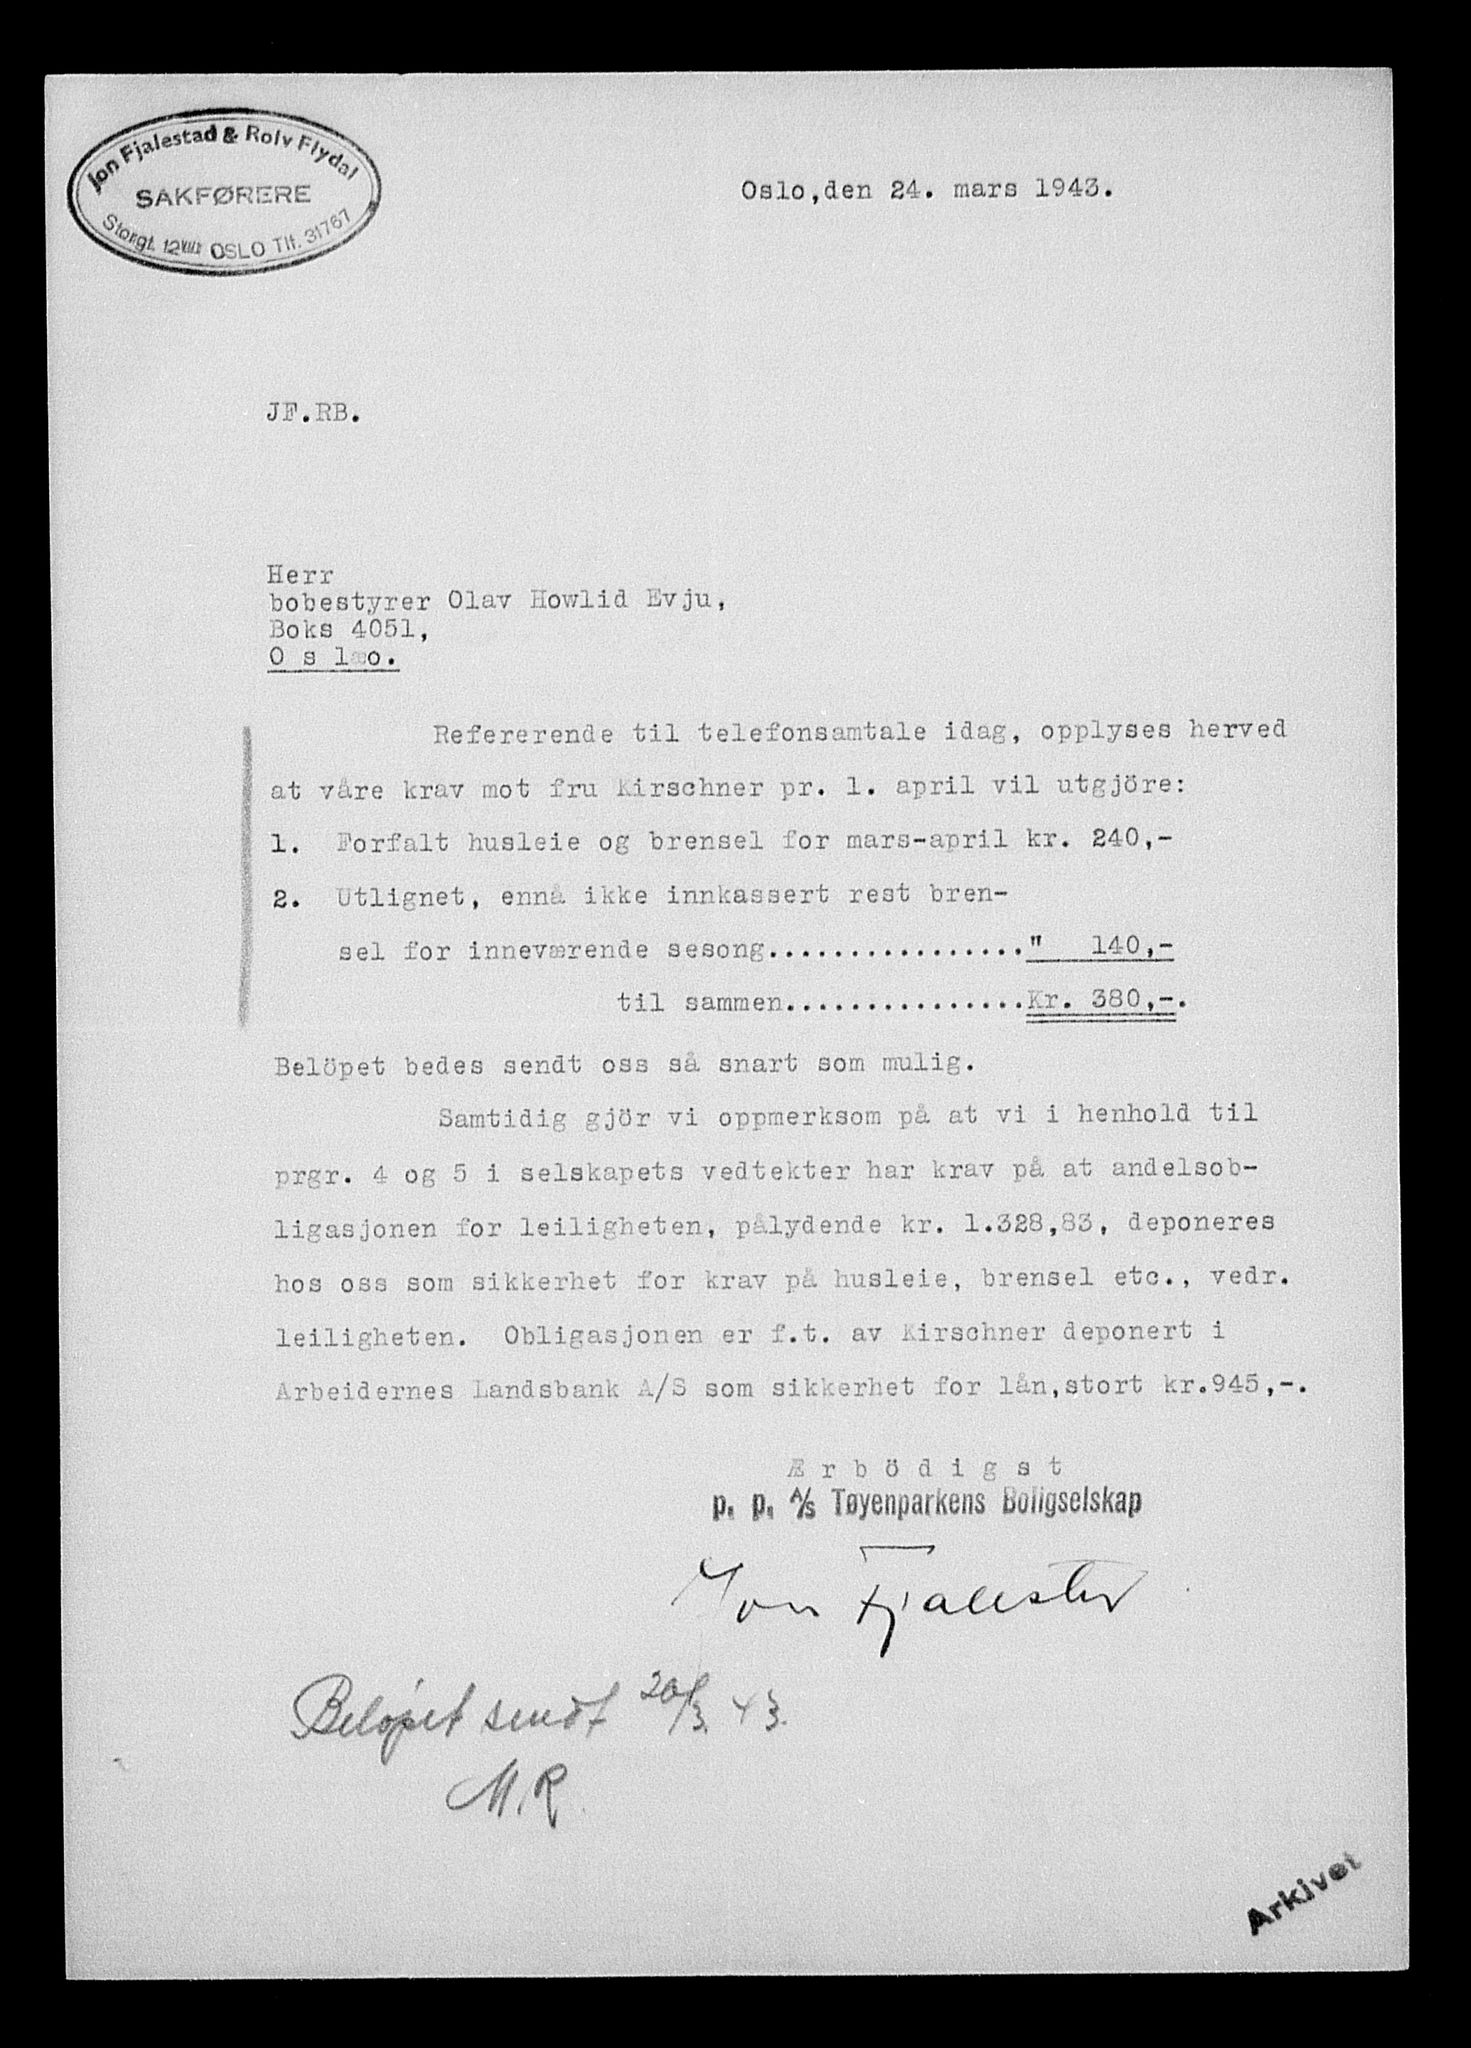 Jon Fjalestad & Rolv Flydal
SAKFØRERE
Storgt. 12 OSLO Tlf. 31767
Oslo,den 24. mars 1943.
JF.RB.
Herr
bobestyrer Olav Howlid Evju,
Boks 4051,
O s l o.
Refererende til telefonsamtale idag, opplyses herved
at våre krav mot fru Kirschner pr. 1. april vil utgjöre:
1. Forfalt husleie og brensel for mars-april kr. 240,-
2. Utlignet, ennå ikke innkassert rest bren-
sel for inneværende sesong................" 140,-
til sammen...............Kr. 380,-.
Belöpet bedes sendt oss så snart som mulig.
Samtidig gjör vi oppmerksom på at vi i henhold til
prgr. 4 og 5 i selskapets vedtekter har krav på at andelsob-
ligasjonen for leiligheten, pålydende kr. 1.328,83, deponeres
hos oss som sikkerhet for krav på husleie, brensel etc., vedr.
leiligheten. Obligasjonen er f.t. av Kirschner deponert i
Arbeidernes Landsbank A/S som sikkerhet for lån,stort kr.945,-.
Æ r b ö d i g s t
p. p. A/S Tøyenparkens Boligselskap
Jon Fjalestad
Beløpet sendt /3. 43.
M.R.
Arkivet